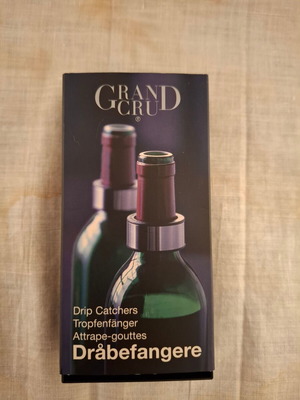 GRAND
CRU
®
Drip Catchers
Tropfenfänger
Attrape-gouttes
Dråbefangere